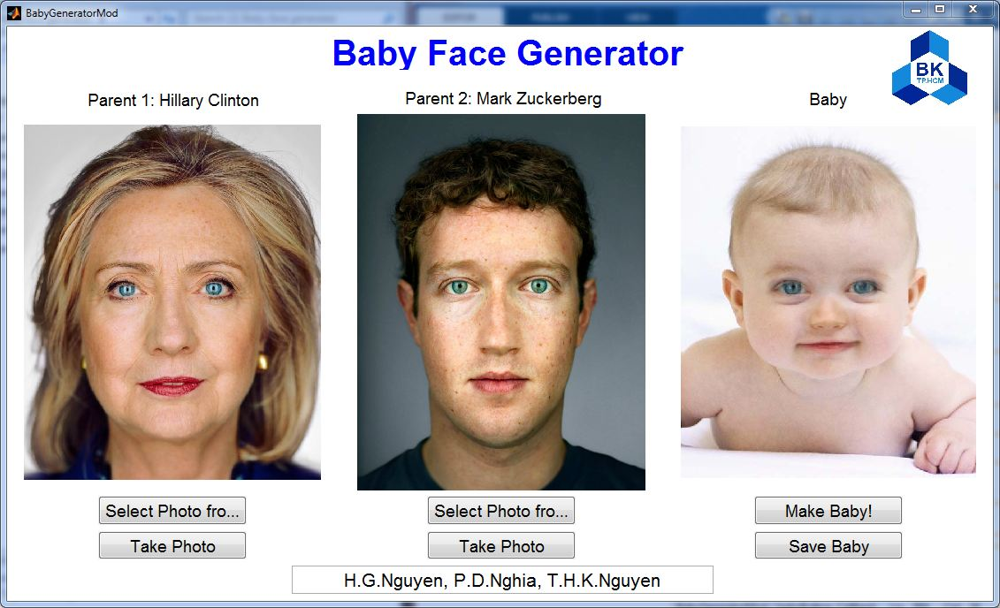 BabyGeneratorMod
Baby Face Generator
BK
TP.HCM
Parent 1: Hillary Clinton
Parent 2: Mark Zuckerberg
Baby
Select Photo fro...
Select Photo fro...
Make Baby!
Take Photo
Take Photo
Save Baby
H.G.Nguyen, P.D.Nghia, T.H.K.Nguyen